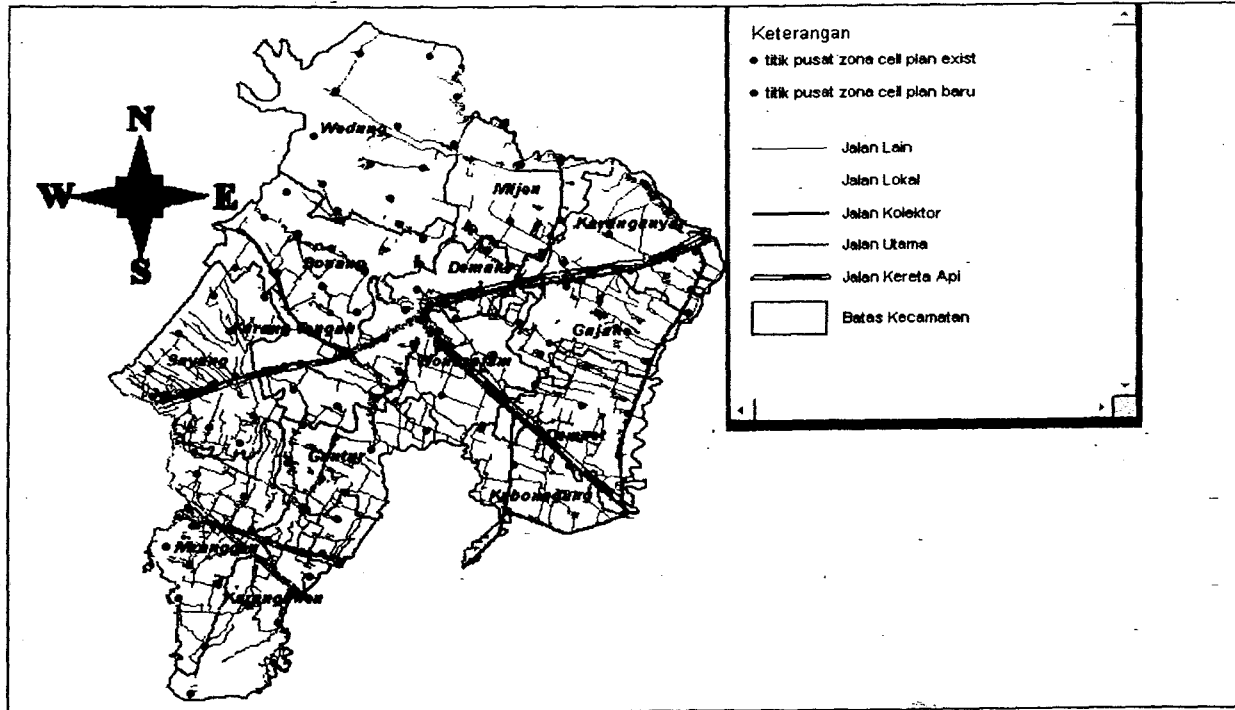 Keterangan
titik pusat zona cell plan exist
titik pusat zona cell plan baru
Jalan Lain
Jalan Lokal
Jalan Kolektor
Jalan Utama
Jalan Kereta Api
Batas Kecamatan
N
W E
S
Wedung
Mijen
Karanganyar
Bonang
Demak
Karang Tengah
Gajah
Sayung
Guntur
Kebonagung
Mranggen
Karangawen